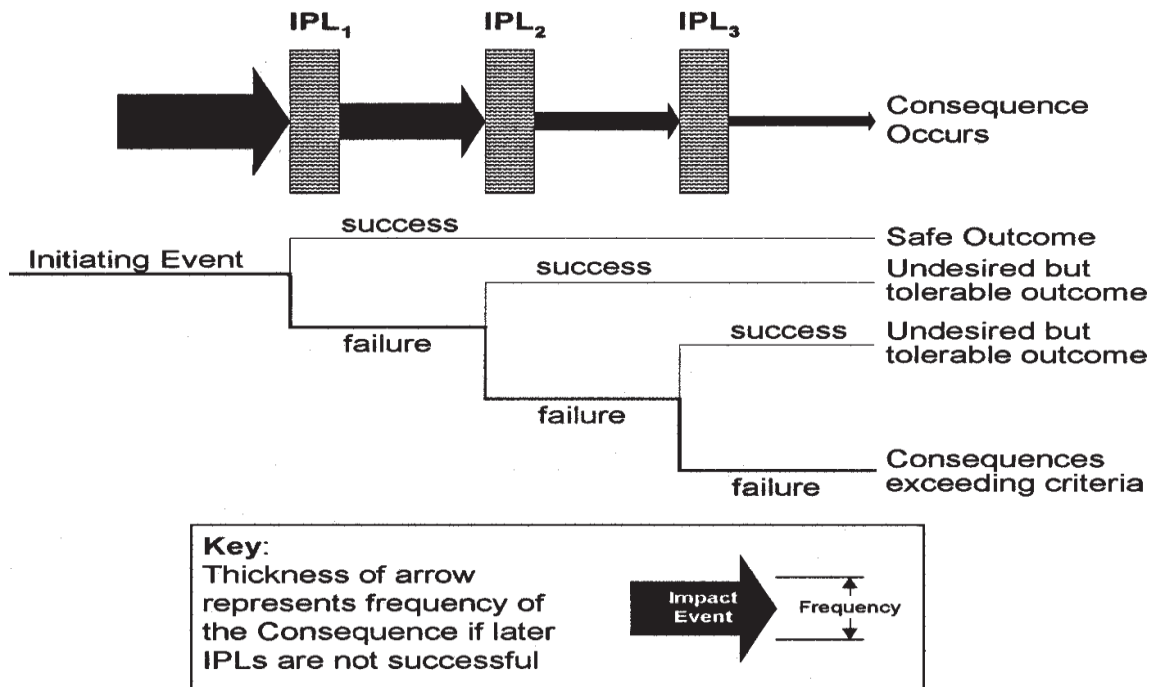 IPL1 IPL2 IPL3
Consequence
Occurs
success
Safe Outcome
Initiating Event
success
Undesired but
tolerable outcome
failure
success
Undesired but
tolerable outcome
failure
Consequences
exceeding criteria
failure
Key:
Thickness of arrow
represents frequency of
the Consequence if later
IPLs are not successful
Impact
Event
Frequency